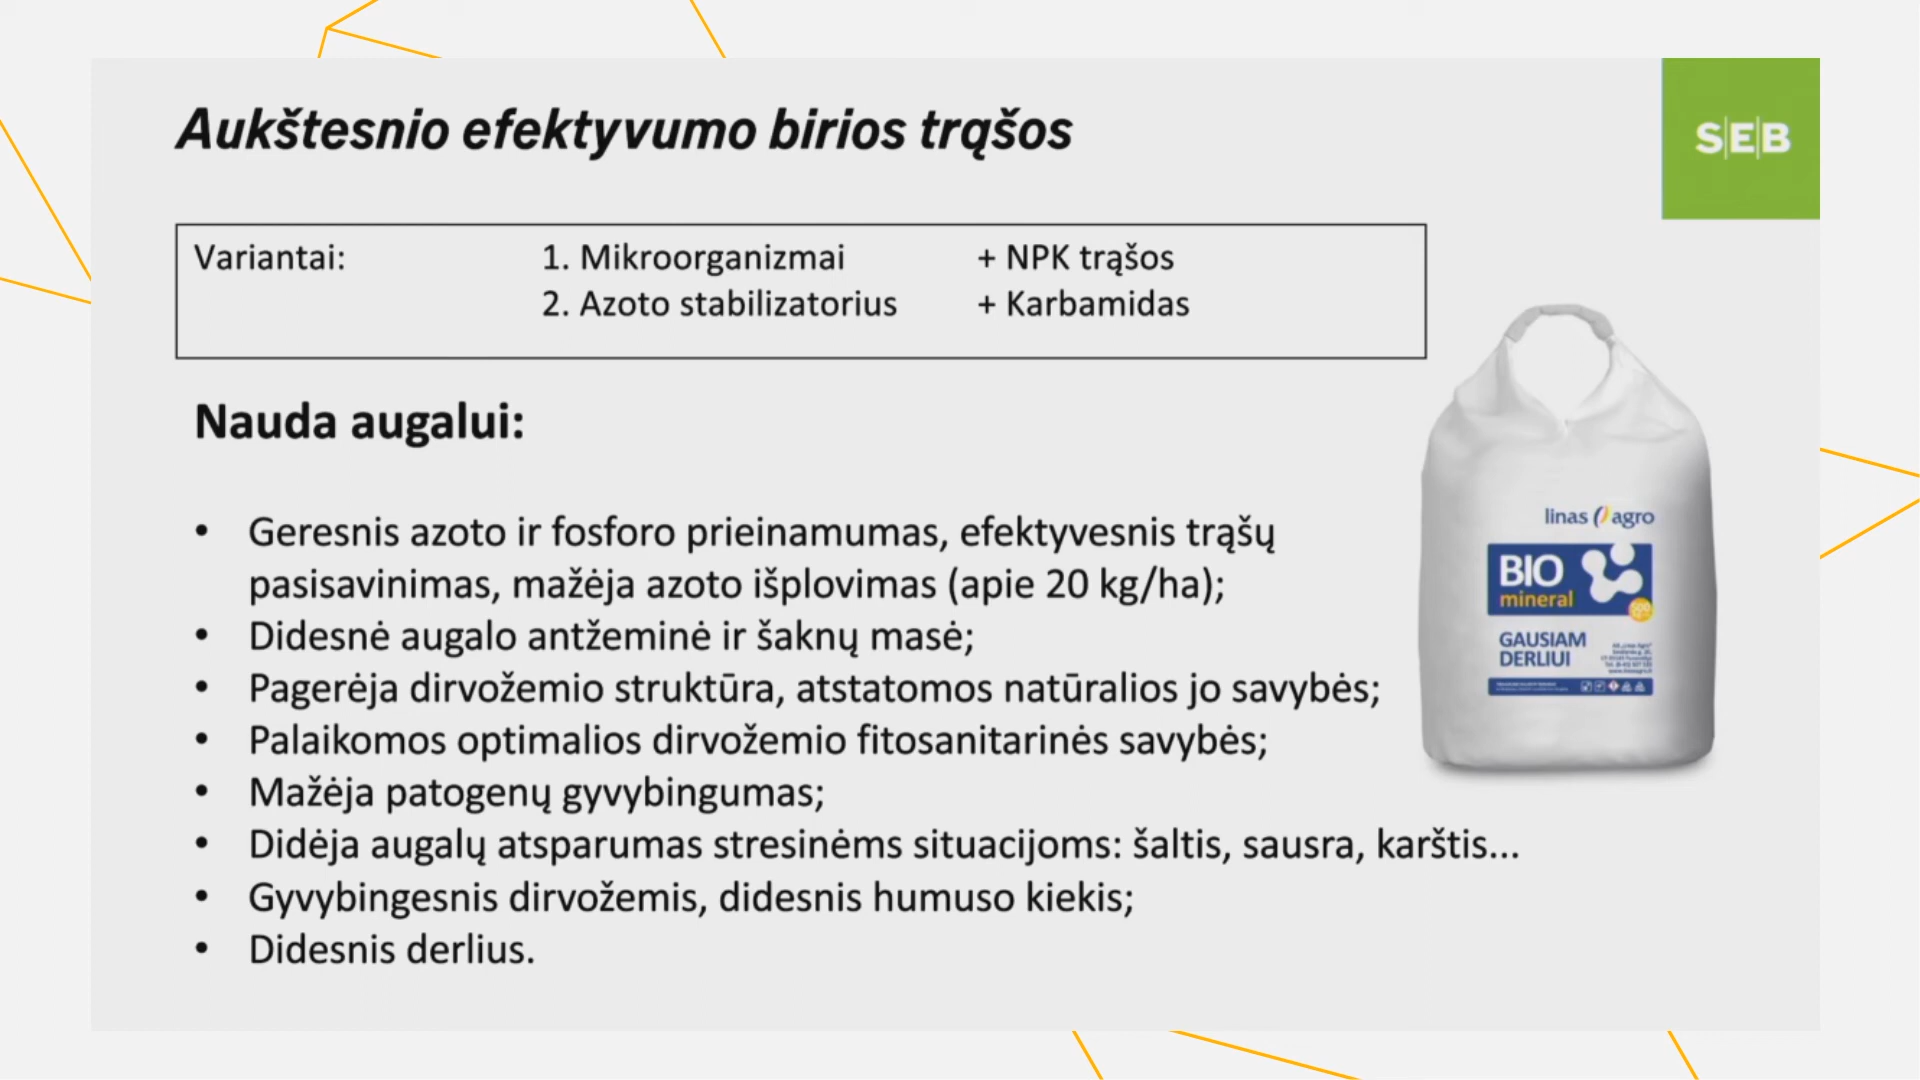 Aukštesnio efektyvumo birios trąšos
SEB
Variantai: 1. Mikroorganizmai + NPK trąšos
2. Azoto stabilizatorius + Karbamidas
Nauda augalui:
• Geresnis azoto ir fosforo prieinamumas, efektyvesnis trąšų
pasisavinimas, mažėja azoto išplovimas (apie 20 kg/ha);
• Didesnė augalo antžeminė ir šaknų masė;
• Pagerėja dirvožemio struktūra, atstatomos natūralios jo savybės;
• Palaikomos optimalios dirvožemio fitosanitarinės savybės;
• Mažėja patogenų gyvybingumas;
• Didėja augalų atsparumas stresinėms situacijoms: šaltis, sausra, karštis...
• Gyvybingesnis dirvožemis, didesnis humuso kiekis;
• Didesnis derlius.
linas agro
BIO
mineral
500
GAUSIAM
DERLIUI